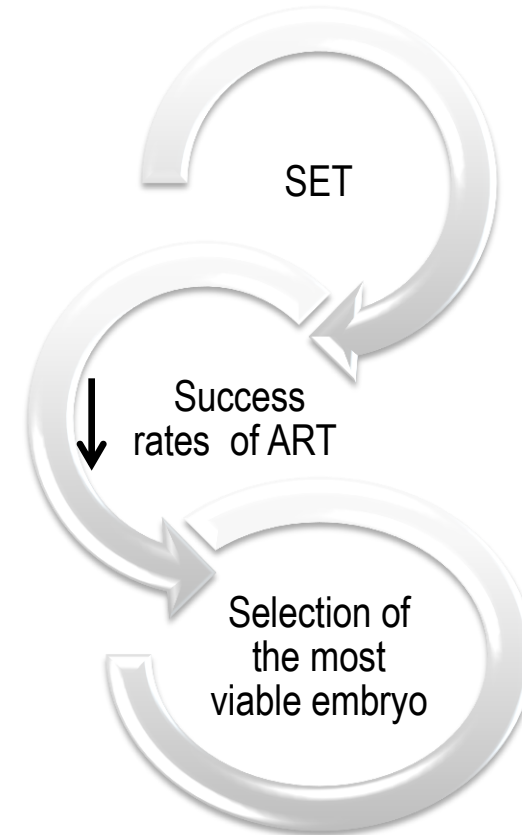 SET
Success
rates of ART
Selection of
the most
viable embryo